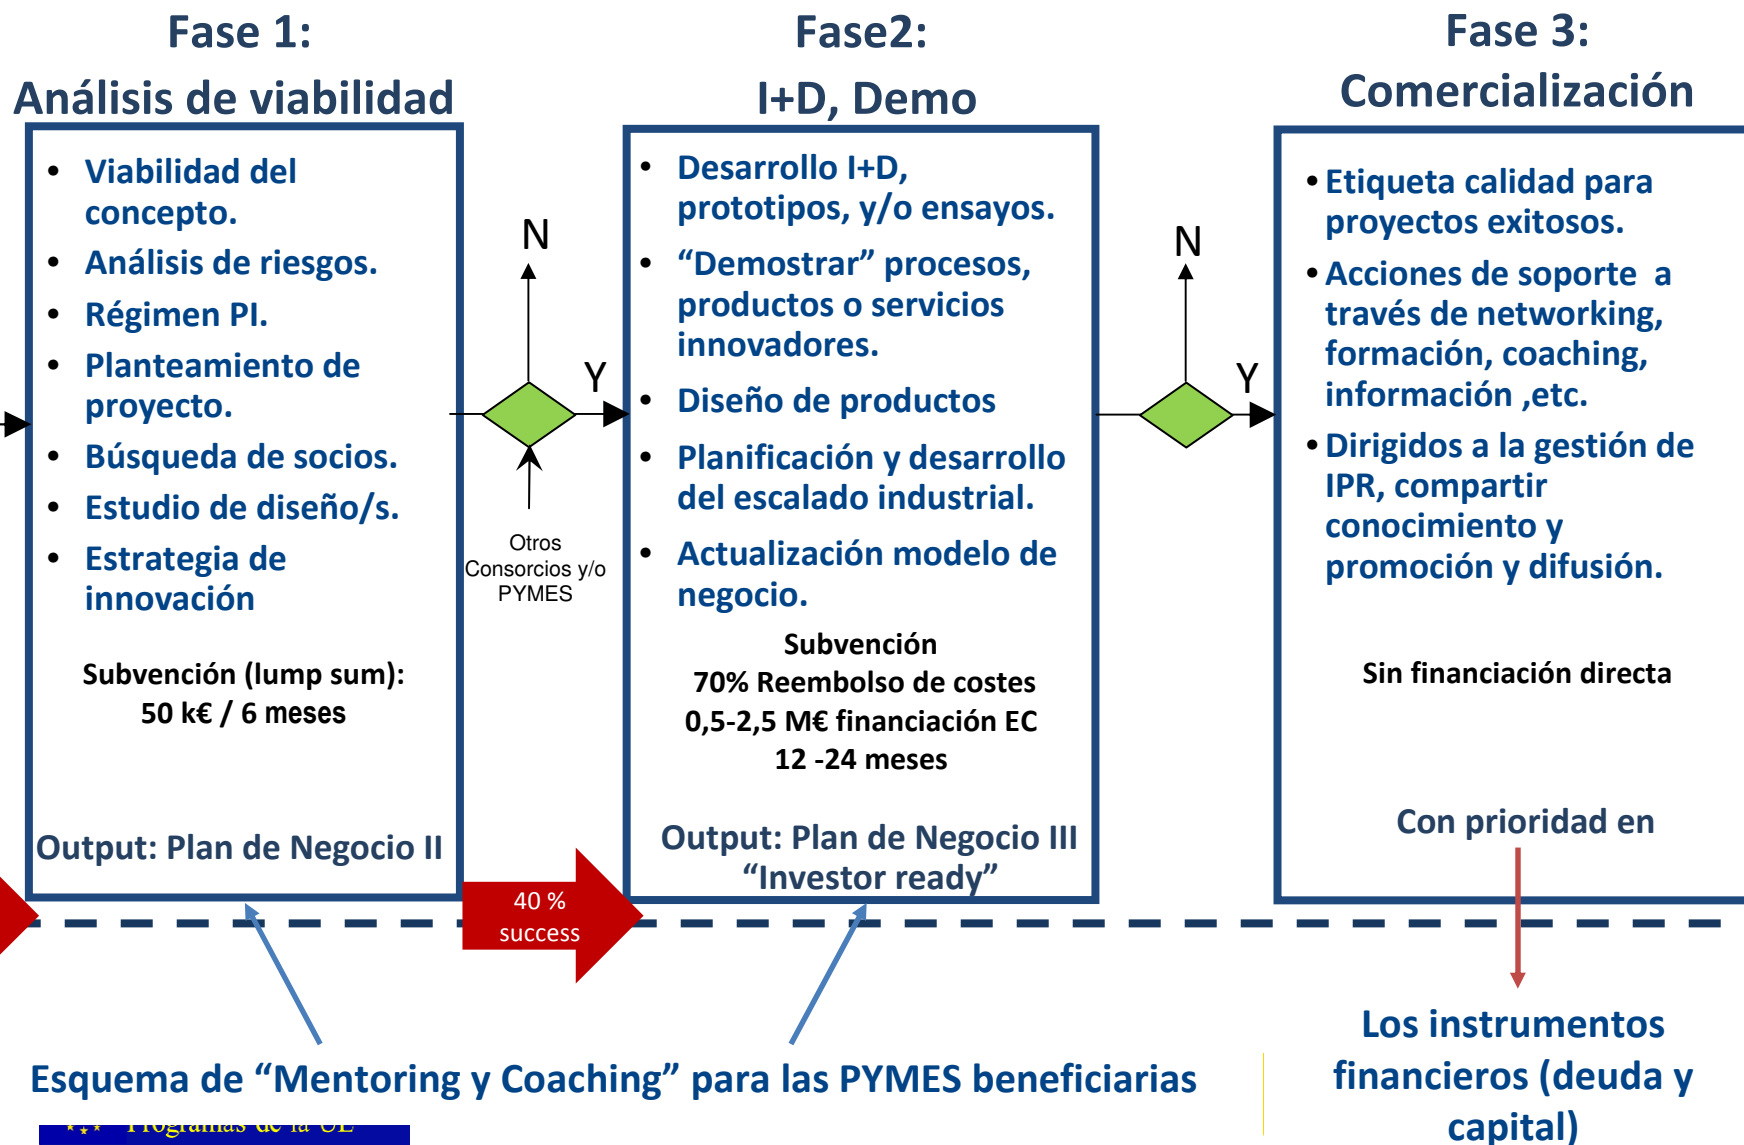 Fase 1:
Análisis de viabilidad
• Viabilidad del
concepto.
• Análisis de riesgos.
• Régimen PI.
• Planteamiento de
proyecto.
• Búsqueda de socios.
• Estudio de diseño/s.
• Estrategia de
innovación
Subvención (lump sum):
50 k€ / 6 meses
Output: Plan de Negocio II
N
Y
Otros
Consorcios y/o
PYMES
40 %
success
Fase2:
I+D, Demo
• Desarrollo I+D,
prototipos, y/o ensayos.
• “Demostrar” procesos,
productos o servicios
innovadores.
• Diseño de productos
• Planificación y desarrollo
del escalado industrial.
• Actualización modelo de
negocio.
Subvención
70% Reembolso de costes
0,5-2,5 M€ financiación EC
12 -24 meses
Output: Plan de Negocio III
“Investor ready”
N
Y
Fase 3:
Comercialización
• Etiqueta calidad para
proyectos exitosos.
• Acciones de soporte a
través de networking,
formación, coaching,
información ,etc.
• Dirigidos a la gestión de
IPR, compartir
conocimiento y
promoción y difusión.
Sin financiación directa
Con prioridad en
Los instrumentos
financieros (deuda y
capital)
Esquema de “Mentoring y Coaching” para las PYMES beneficiarias
Programas de la UE